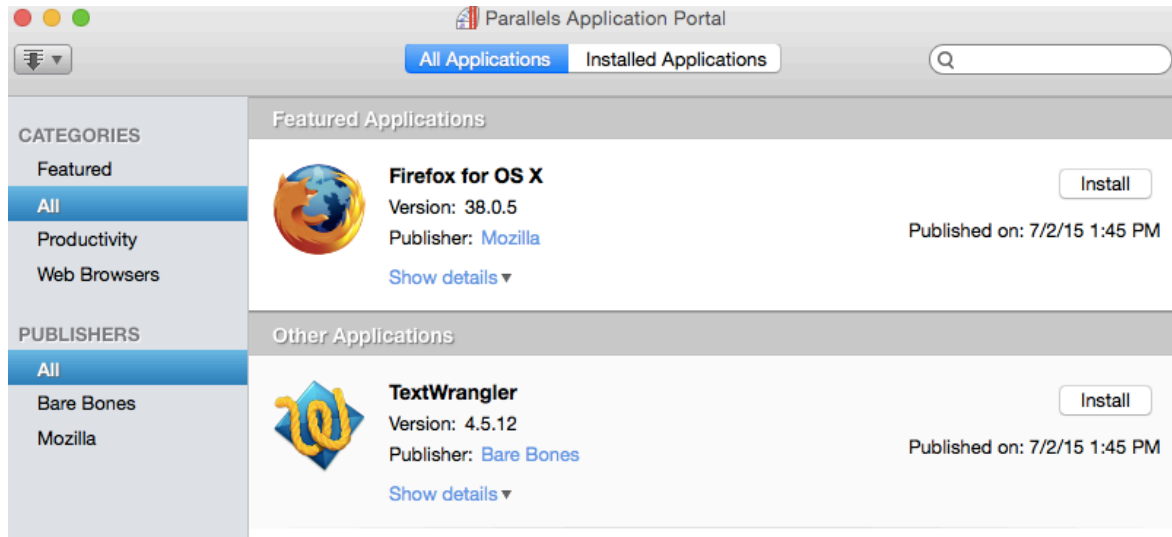 Parallels Application Portal
All Applications Installed Applications
CATEGORIES
Featured
All
Productivity
Web Browsers
PUBLISHERS
All
Bare Bones
Mozilla
Featured Applications
Firefox for OS X
Install
Version: 38.0.5
Published on: 7/2/15 1:45 PM
Publisher: Mozilla
Show details
Other Applications
TextWrangler
Install
Version: 4.5.12
Published on: 7/2/15 1:45 PM
Publisher: Bare Bones
Show details